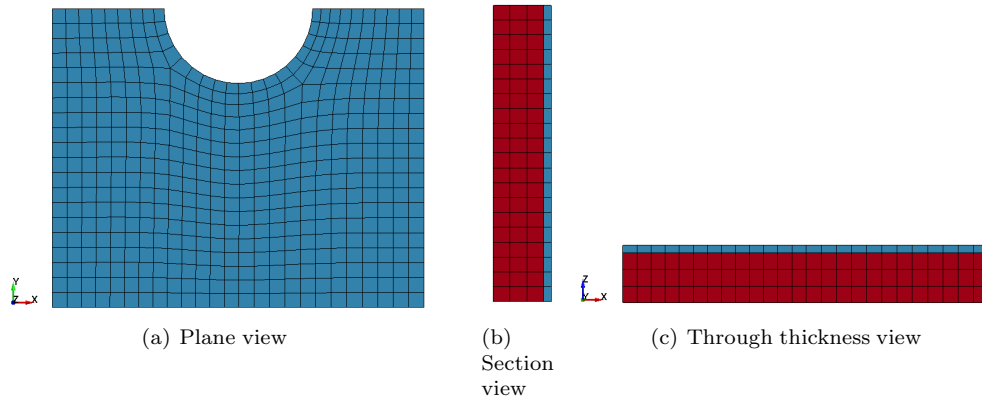 Y
Z X
Z
Y X
(a) Plane view
(b)
Section
view
(c) Through thickness view